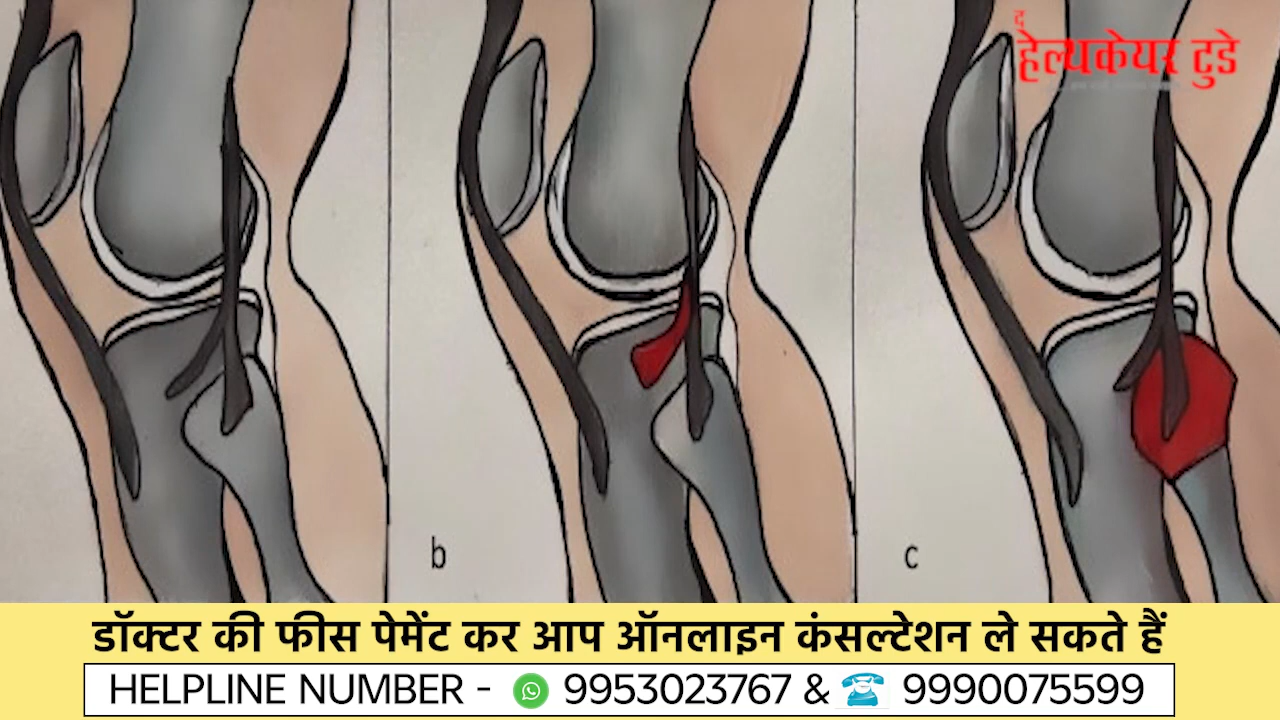 द
हेल्थकेयर टुडे
b
c
डॉक्टर की फीस पेमेंट कर आप ऑनलाइन कंसल्टेशन ले सकते हैं
HELPLINE NUMBER - 9953023767 & 9990075599